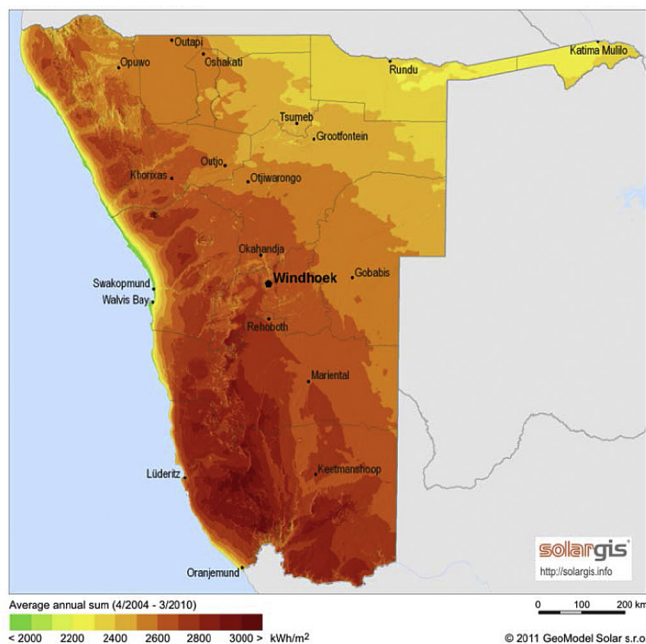 Outapi
Oshakati
Opuwo
Katima Mulilo
Rundu
Tsumeb
Grootfontein
Outjo
Khorixas
Otjiwarongo
Okahandja
Windhoek
Gobabis
Swakopmund
Walvis Bay
Rehoboth
Mariental
Lüderitz
Keetmanshoop
Oranjemund
solargis
http://solargis.info
Average annual sum (4/2004 - 3/2010)
0 100 200 km
< 2000 2200 2400 2600 2800 3000 > kWh/m²
© 2011 GeoModel Solar s.r.o